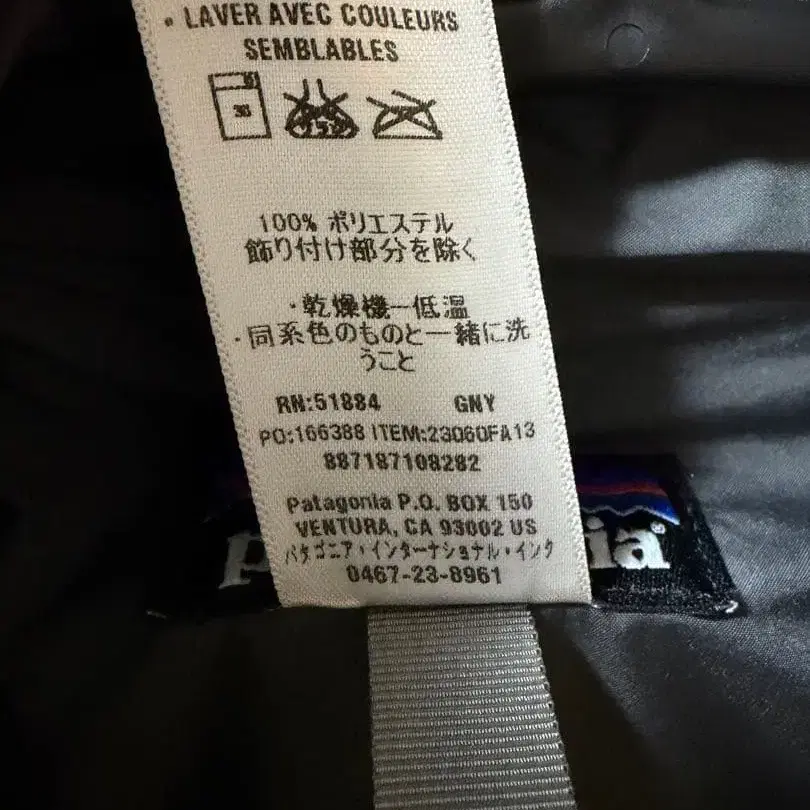 • LAVER AVEC COULEURS
SEMBLABLES
30
100% ポリエステル
飾り付け部分を除く
・乾燥機ー低温
・同系色のものと一緒に洗
うこと
RN:51884 GNY
PO:166388 ITEM:23060FA13
887187108282
Patagonia P.O. BOX 150
VENTURA, CA 93002 US
パタゴニア・インターナショナル・インク
0467-23-8961
p
ia